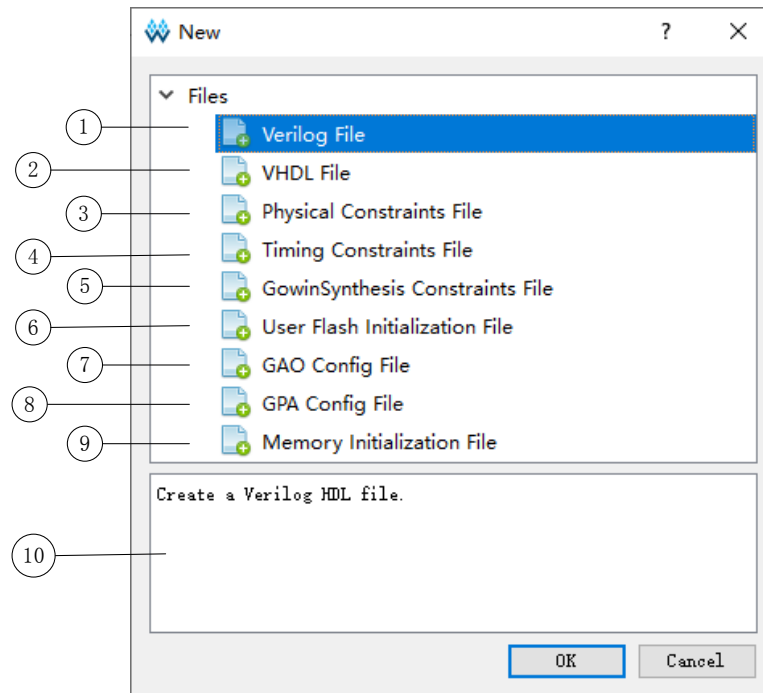 New
?
Files
1 Verilog File
2 VHDL File
3 Physical Constraints File
4 Timing Constraints File
5 GowinSynthesis Constraints File
6 User Flash Initialization File
7 GAO Config File
8 GPA Config File
9 Memory Initialization File
Create a Verilog HDL file.
10
OK Cancel